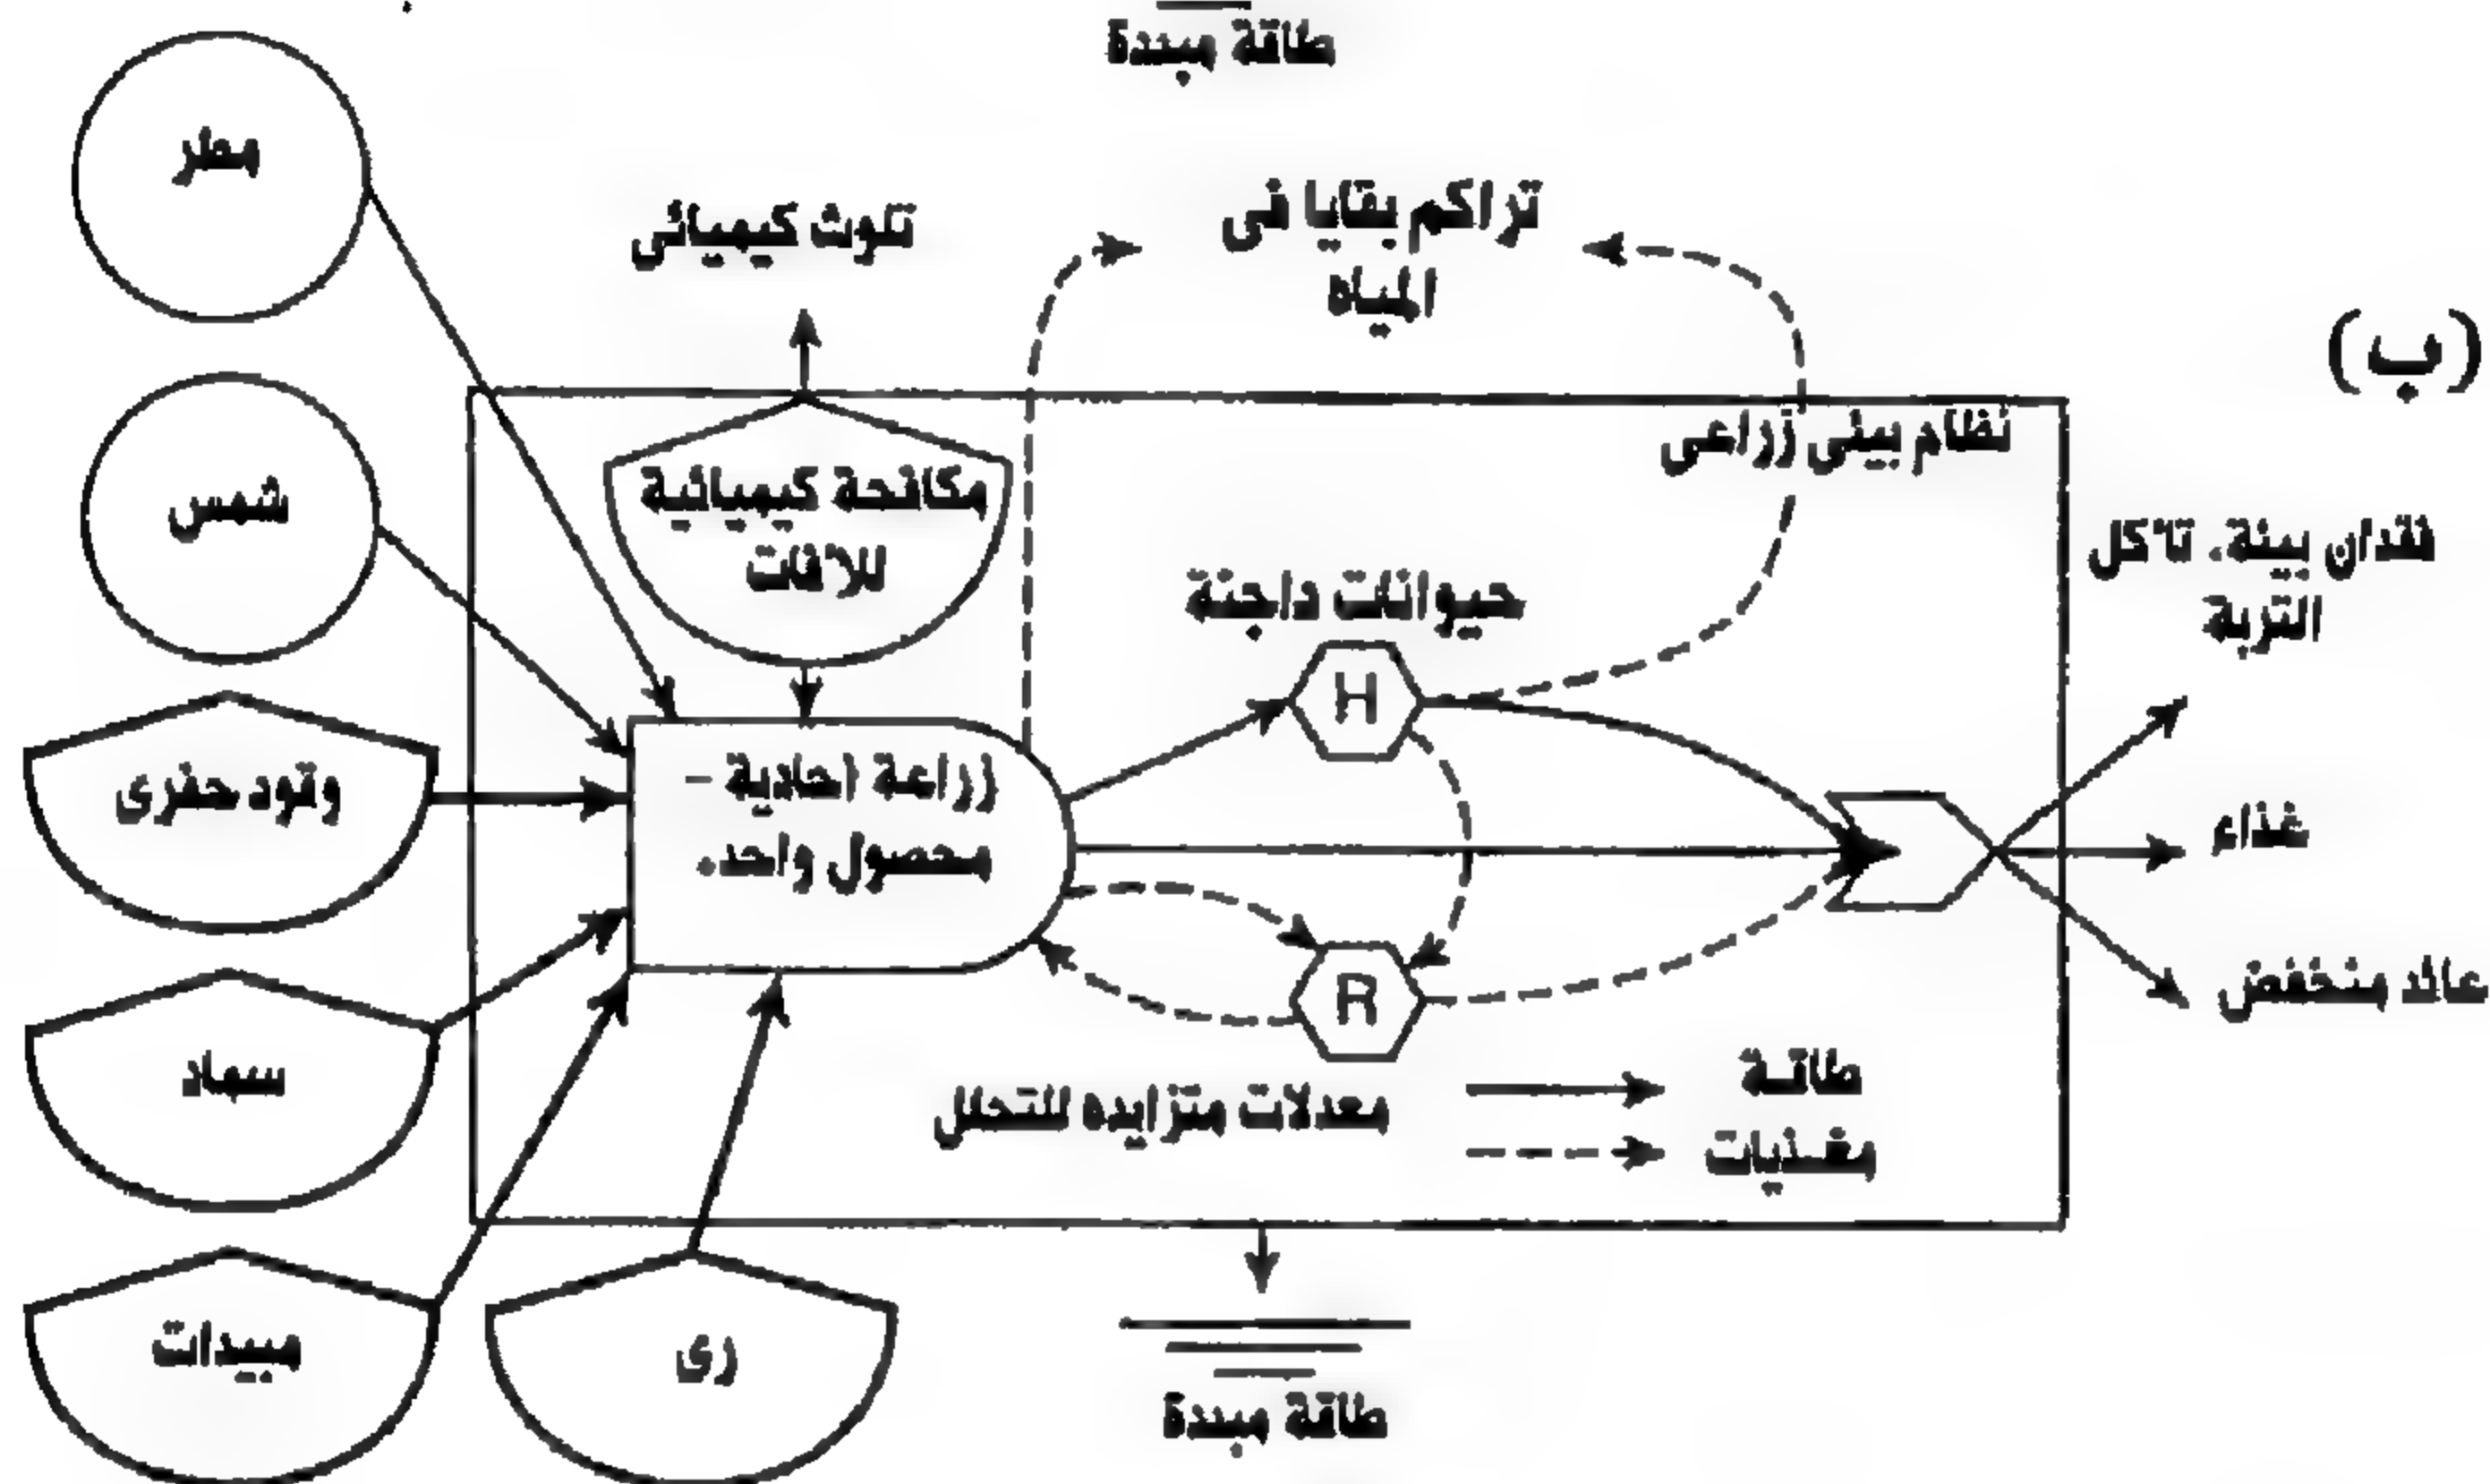 طاقة مبددة
مطر
تلوث كيميائى
تراكم بقايا فى
المياه
(ب)
نظام بيئى زراعى
مكافحة كيميائية
للآفات
شمس
فقدان بيئة، تآكل
التربة
حيوانات داجنة
H
وقود حفرى
زراعة احادية -
محصول واحد.
غذاء
عائد منخفض
R
سماد
معدلات متزايده للتحلل
طاقة
مغذيات
مبيدات
رى
طاقة مبددة